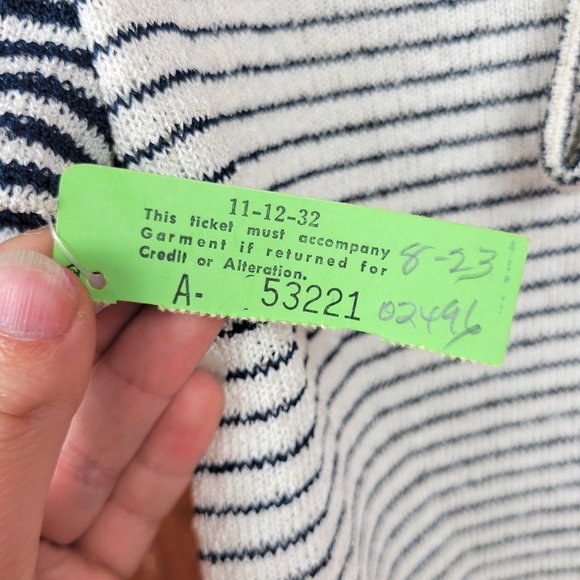 11-12-32
This ticket must accompany
Garment if returned for
Credit or Alteration.
8-23
A- 53221
02496